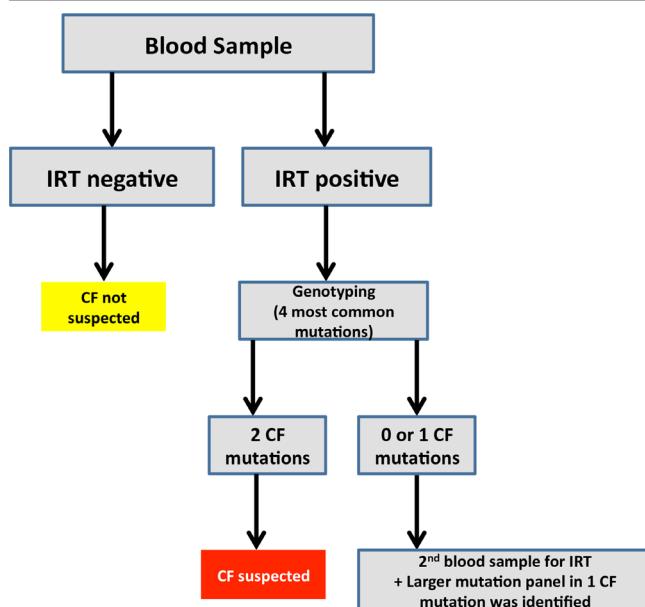 Blood Sample
IRT negative
IRT positive
CF not
suspected
Genotyping
(4 most common
mutations)
2 CF
mutations
0 or 1 CF
mutations
CF suspected
2nd blood sample for IRT
+ Larger mutation panel in 1 CF
mutation was identified